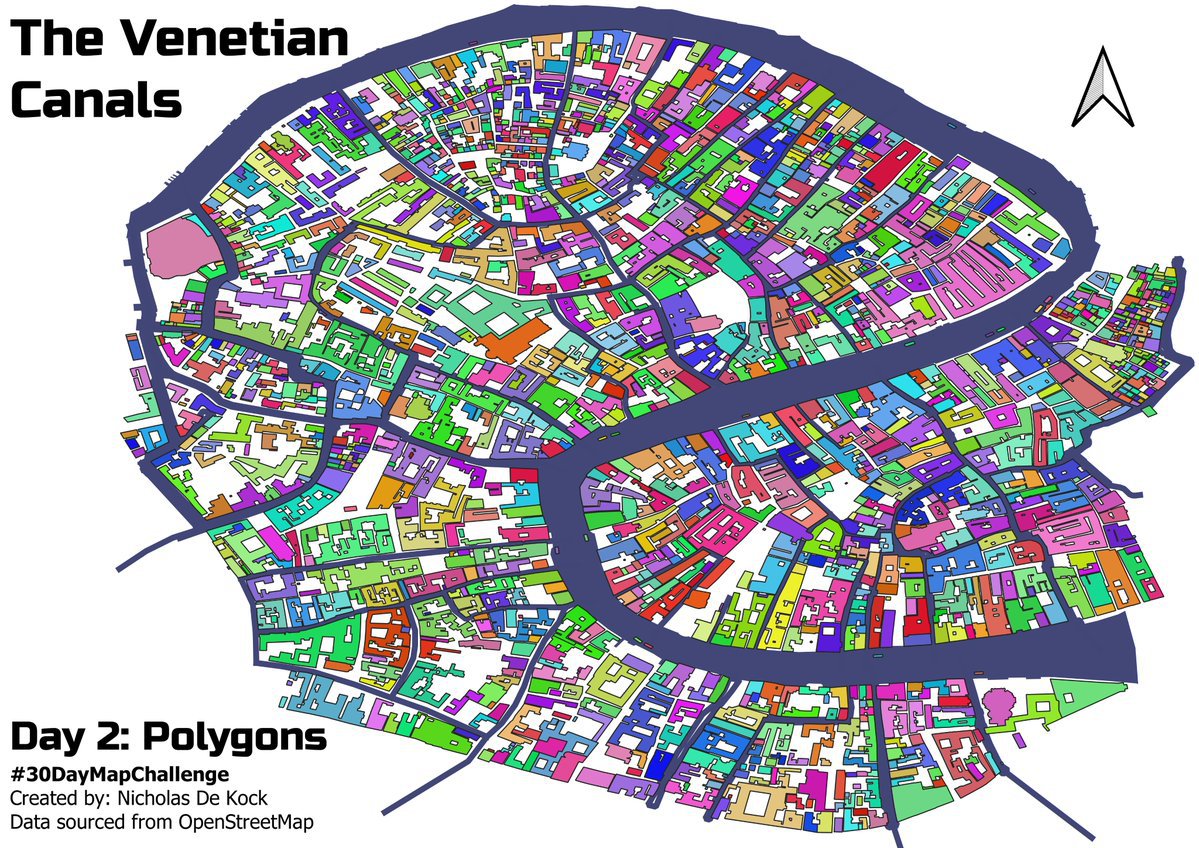 The Venetian
Canals
Day 2: Polygons
#30DayMapChallenge
Created by: Nicholas De Kock
Data sourced from OpenStreetMap